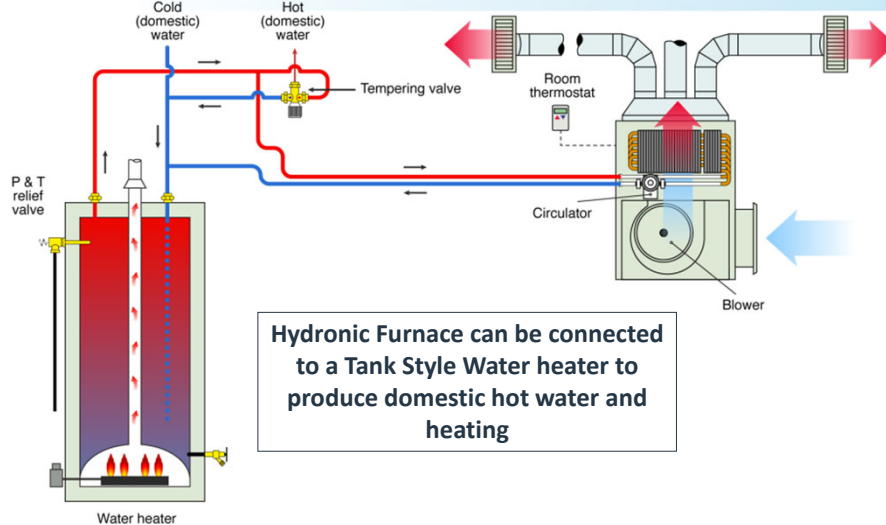 Cold
(domestic)
water
Hot
(domestic)
water
Tempering valve
Room
thermostat
P & T
relief
valve
Circulator
Blower
Hydronic Furnace can be connected
to a Tank Style Water heater to
produce domestic hot water and
heating
Water heater